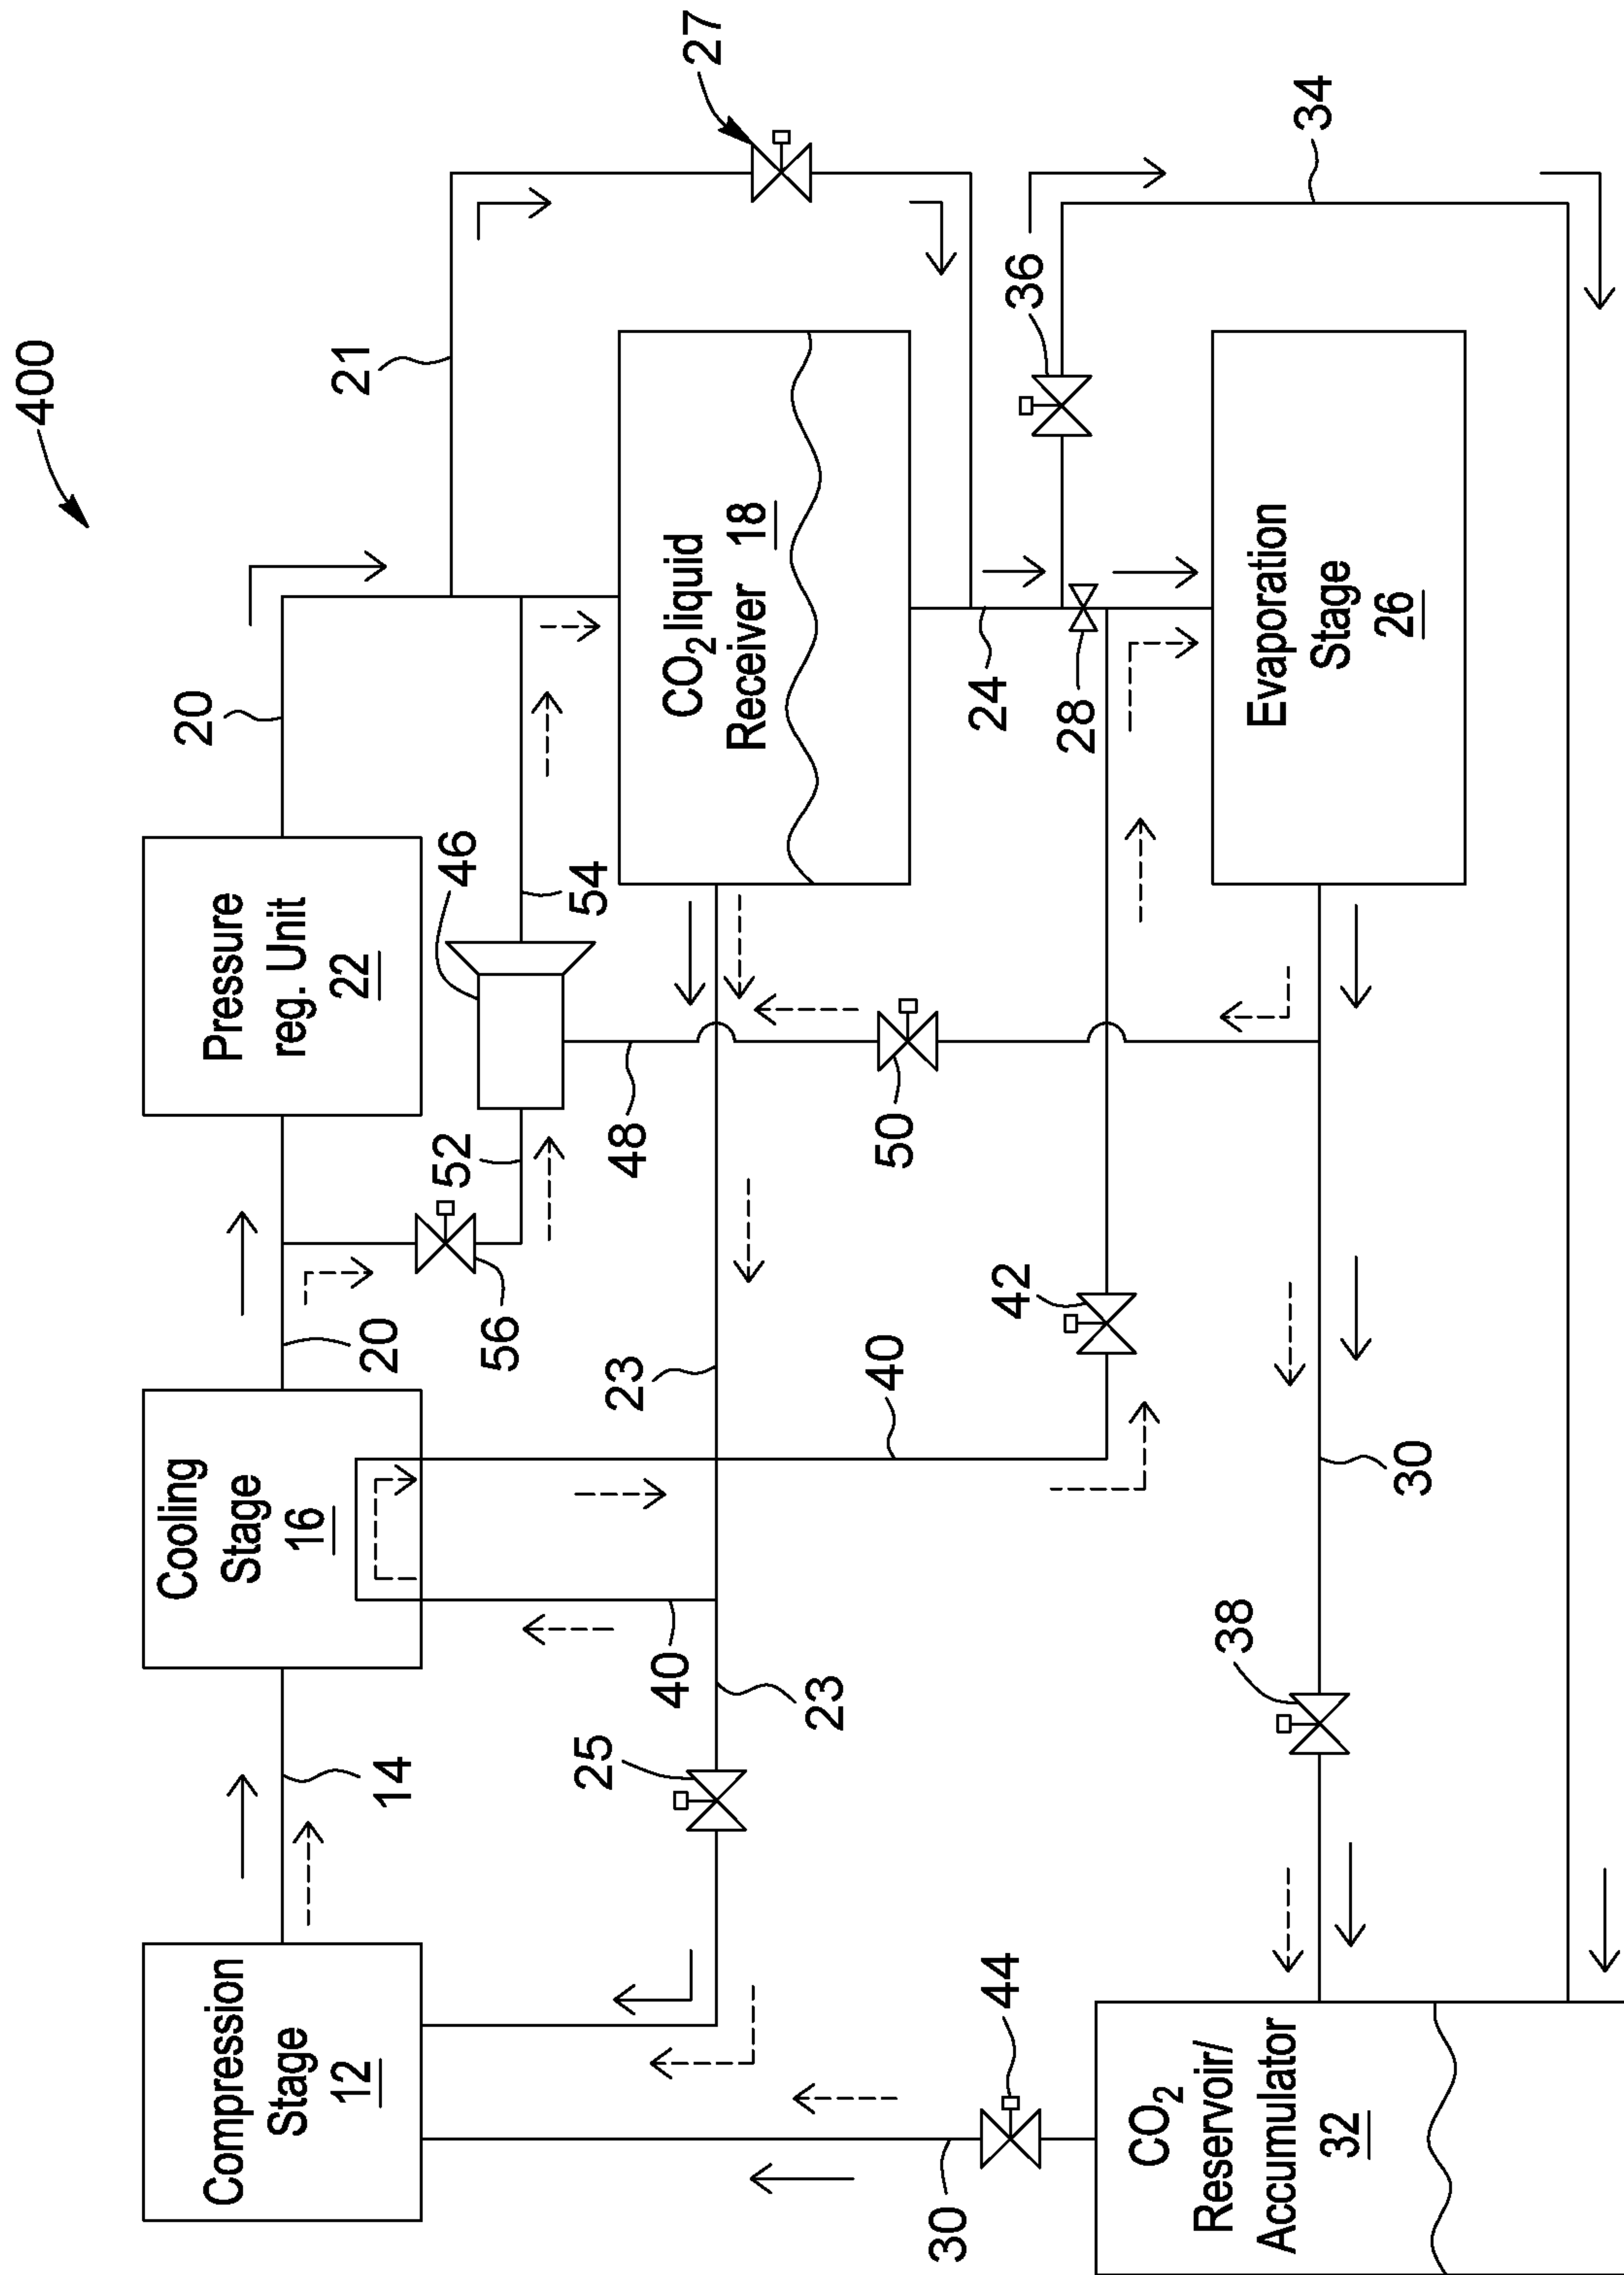 400
Compression
Stage
12
14
Cooling
Stage
16
20
Pressure
reg. Unit
22
20
21
27
56
52
46
54
48
40
40
23
23
25
CO2 liquid
Receiver 18
50
42
24
28
36
34
Evaporation
Stage
26
30
38
44
30
CO2
Reservoir/
Accumulator
32